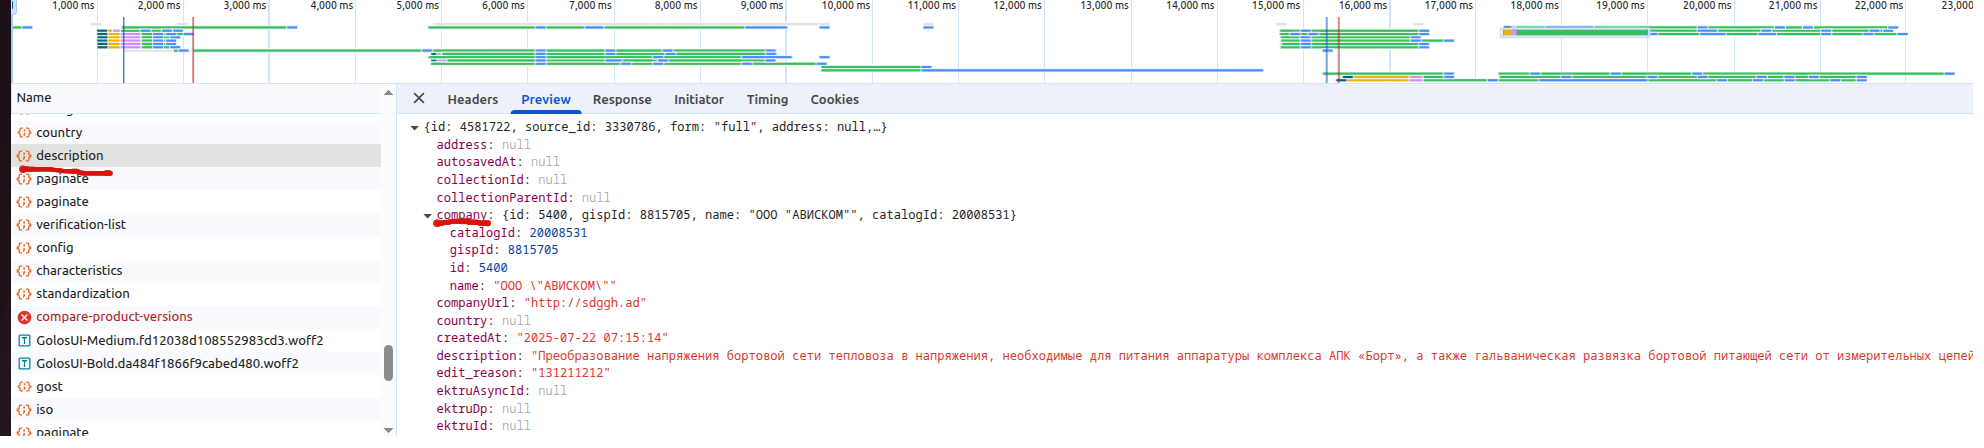 1,000 ms 2,000 ms 3,000 ms 4,000 ms 5,000 ms 6,000 ms 7,000 ms 8,000 ms 9,000 ms 10,000 ms 11,000 ms 12,000 ms 13,000 ms 14,000 ms 15,000 ms 16,000 ms 17,000 ms 18,000 ms 19,000 ms 20,000 ms 21,000 ms 22,000 ms 23,000
Name
country
description
paginate
paginate
verification-list
config
characteristics
standardization
compare-product-versions
GolosUI-Medium.fd12038d108552983cd3.woff2
GolosUI-Bold.da484f1866f9cabed480.woff2
gost
iso
paginate
Headers Preview Response Initiator Timing Cookies
{id: 4581722, source_id: 3330786, form: "full", address: null,…}
address: null
autosavedAt: null
collectionId: null
collectionParentId: null
company: {id: 5400, gispId: 8815705, name: "ООО "АВИСКОМ"", catalogId: 20008531}
catalogId: 20008531
gispId: 8815705
id: 5400
name: "ООО \"АВИСКОМ\""
companyUrl: "http://sdggh.ad"
country: null
createdAt: "2025-07-22 07:15:14"
description: "Преобразование напряжения бортовой сети тепловоза в напряжения, необходимые для питания аппаратуры комплекса АПК «Борт», а также гальваническая развязка бортовой питающей сети от измерительных цепей
edit_reason: "131211212"
ektruAsyncId: null
ektruDp: null
ektruId: null